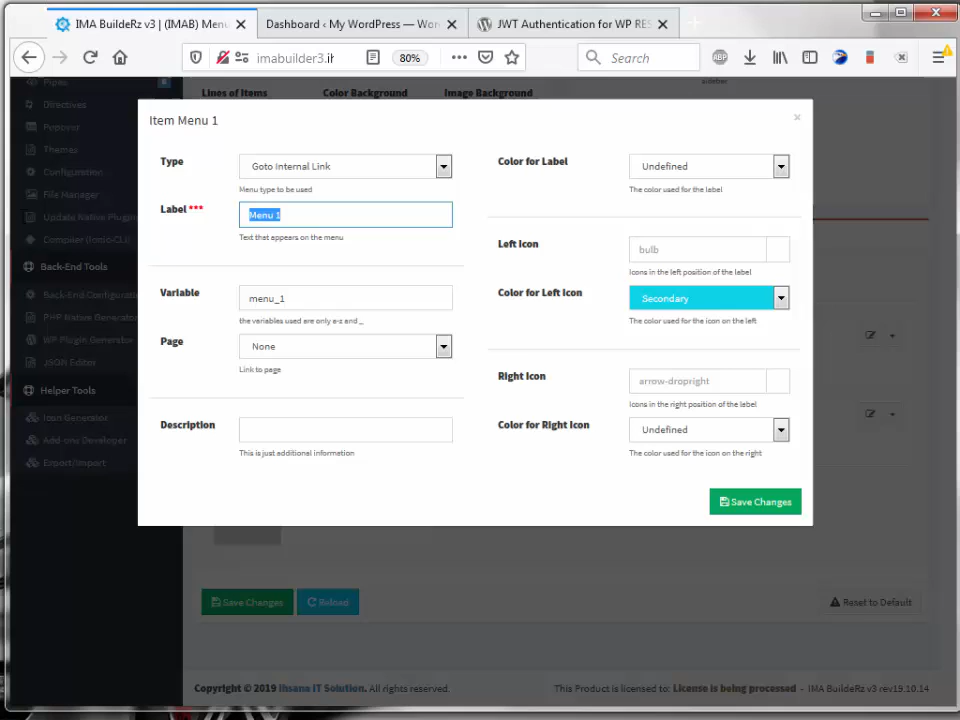 IMA BuildeRz v3 | (IMAB) Menu
Dashboard ‹ My WordPress — Wor
JWT Authentication for WP RES
imabuilder3.ih
80%
Search
ABP
Pipes
Directives
Popover
Themes
Configuration
File Manager
Update Native Plugin
Compiler (Ionic-CLI)
Back-End Tools
Back-End Configurati
PHP Native Generator
WP Plugin Generator
JSON Editor
Helper Tools
Icon Generator
Add-ons Developer
Export/Import
Lines of Items
Color Background
Image Background
sidebar
Item Menu 1
×
Type
Goto Internal Link
Menu type to be used
Label ***
Menu 1
Text that appears on the menu
Variable
menu_1
the variables used are only a-z and _
Page
None
Link to page
Description
This is just additional information
Color for Label
Undefined
The color used for the label
Left Icon
bulb
Icons in the left position of the label
Color for Left Icon
Secondary
The color used for the icon on the left
Right Icon
arrow-dropright
Icons in the right position of the label
Color for Right Icon
Undefined
The color used for the icon on the right
Save Changes
Save Changes
Reload
Reset to Default
Copyright © 2019 Ihsana IT Solution. All rights reserved.
This Product is licensed to: License is being processed - IMA BuildeRz v3 rev19.10.14